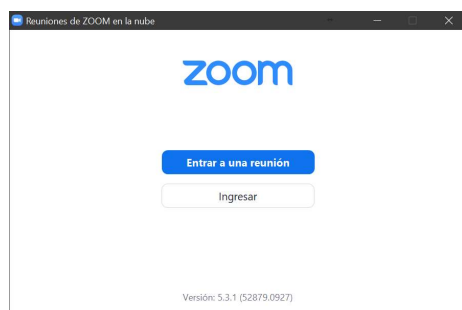 Reuniones de ZOOM en la nube
zoom
Entrar a una reunión
Ingresar
Versión: 5.3.1 (52879.0927)